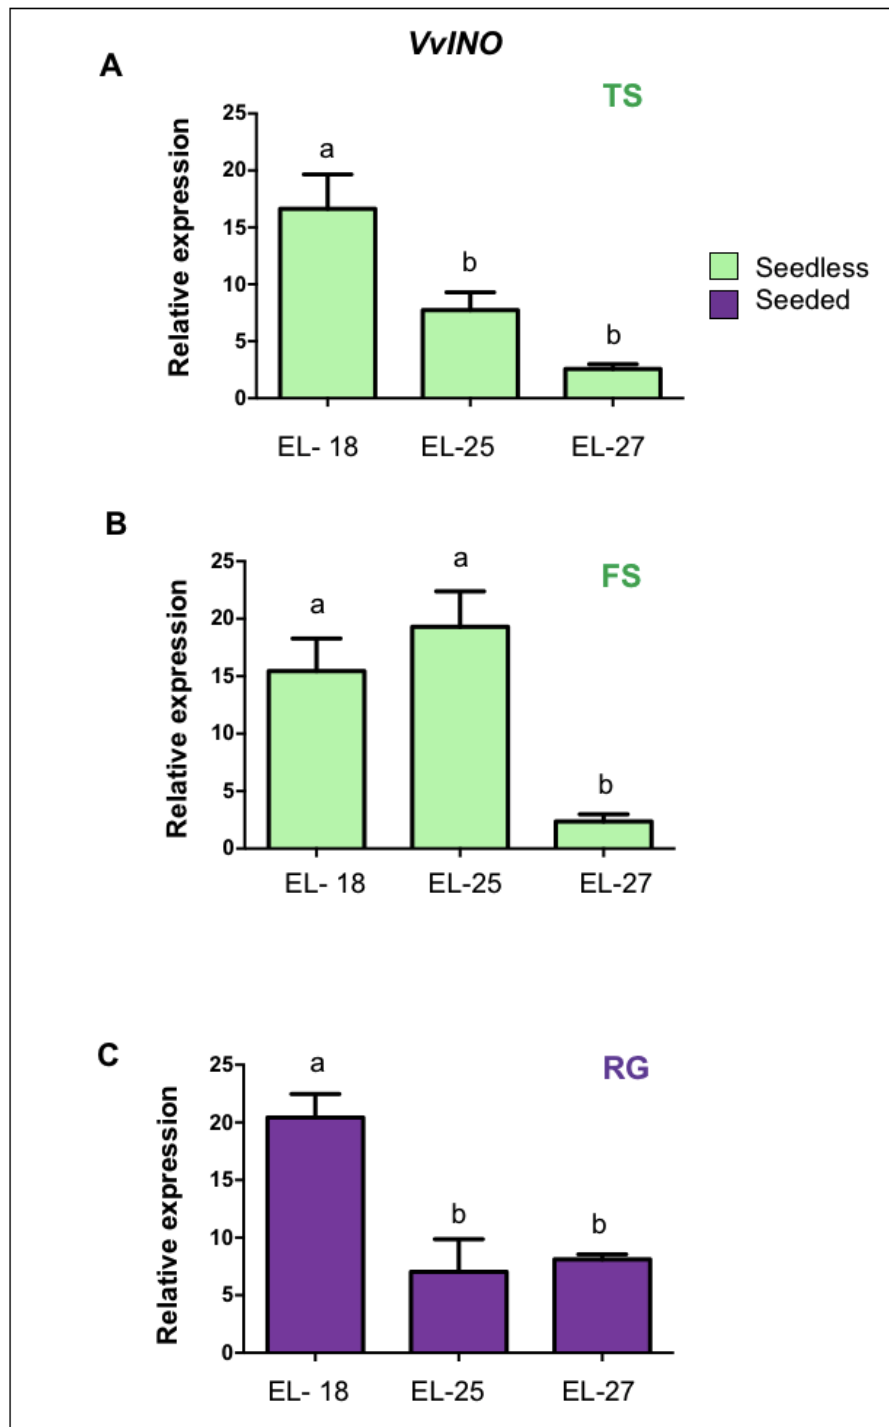 VvINO
A
TS
Relative expression
25
20
15
10
5
0
a
b
b
EL- 18
EL-25
EL-27
Seedless
Seeded
B
FS
Relative expression
25
20
15
10
5
0
a
a
b
EL- 18
EL-25
EL-27
C
RG
Relative expression
25
20
15
10
5
0
a
b
b
EL- 18
EL-25
EL-27